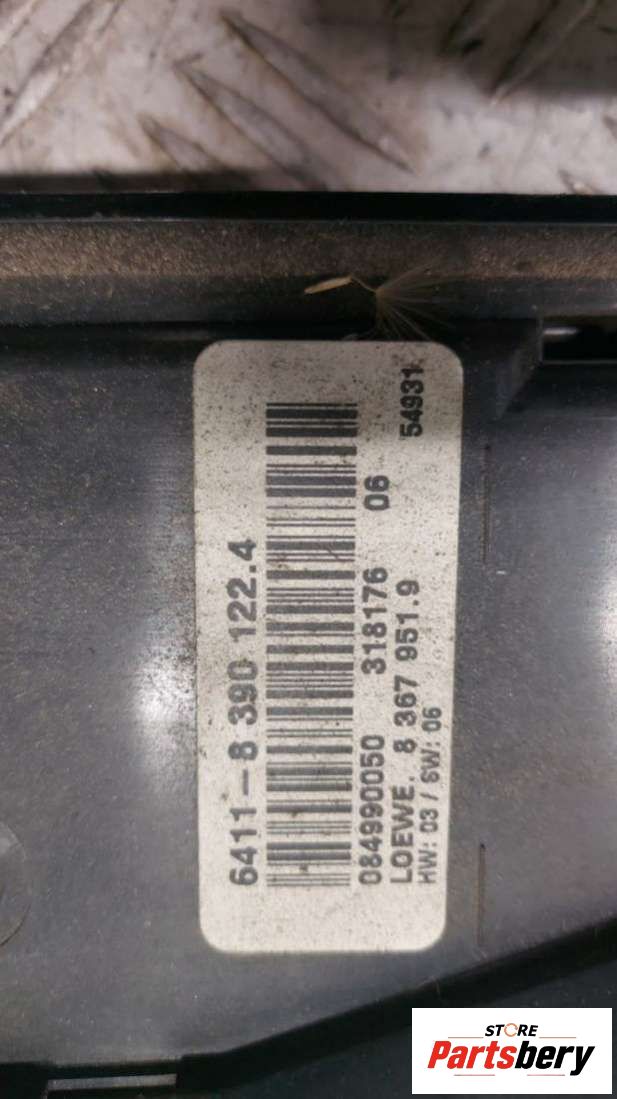 6411-8 390 122.4
084990050 318176 06
LOEWE. 8 367 951.9
HW: 03 / SW: 06
54931
STORE
Partsbery